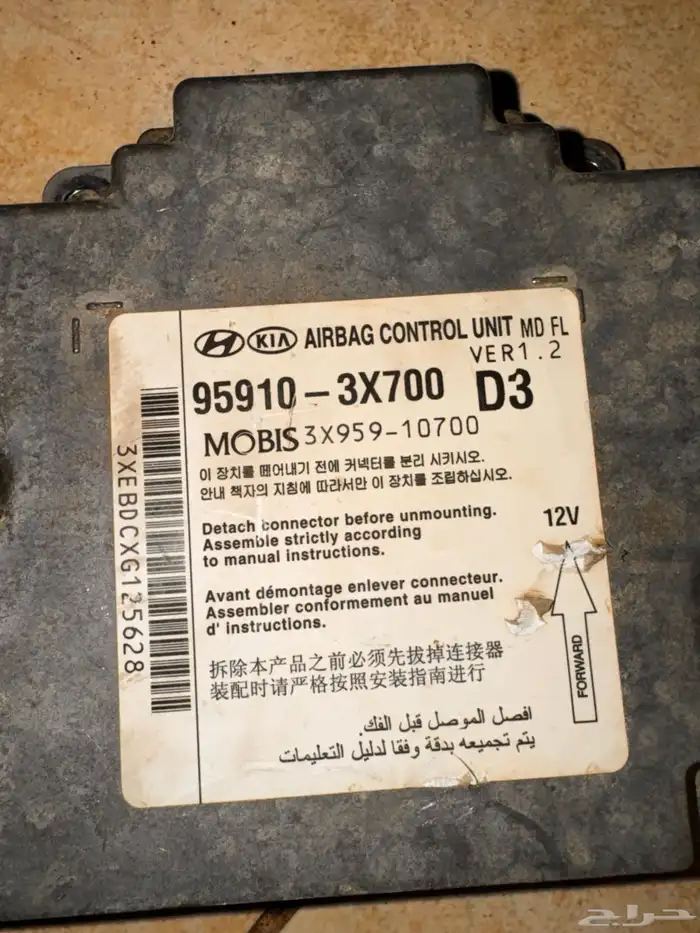 HYUNDAI KIA AIRBAG CONTROL UNIT MD FL
VER1.2
95910-3X700 D3
MOBIS 3X959-10700
이 장치를 떼어내기 전에 커넥터를 분리 시키시오.
안내 책자의 지침에 따라서만 이 장치를 조립하십시오.
Detach connector before unmounting.
Assemble strictly according
to manual instructions.
12V
Avant démontage enlever connecteur.
Assembler conformement au manuel
d' instructions.
FORWARD
拆除本产品之前必须先拔掉连接器
装配时请严格按照安装指南进行
افصل الموصل قبل الفك.
يتم تجميعه بدقة وفقا لدليل التعليمات
3XEBDCXG125628
حراج